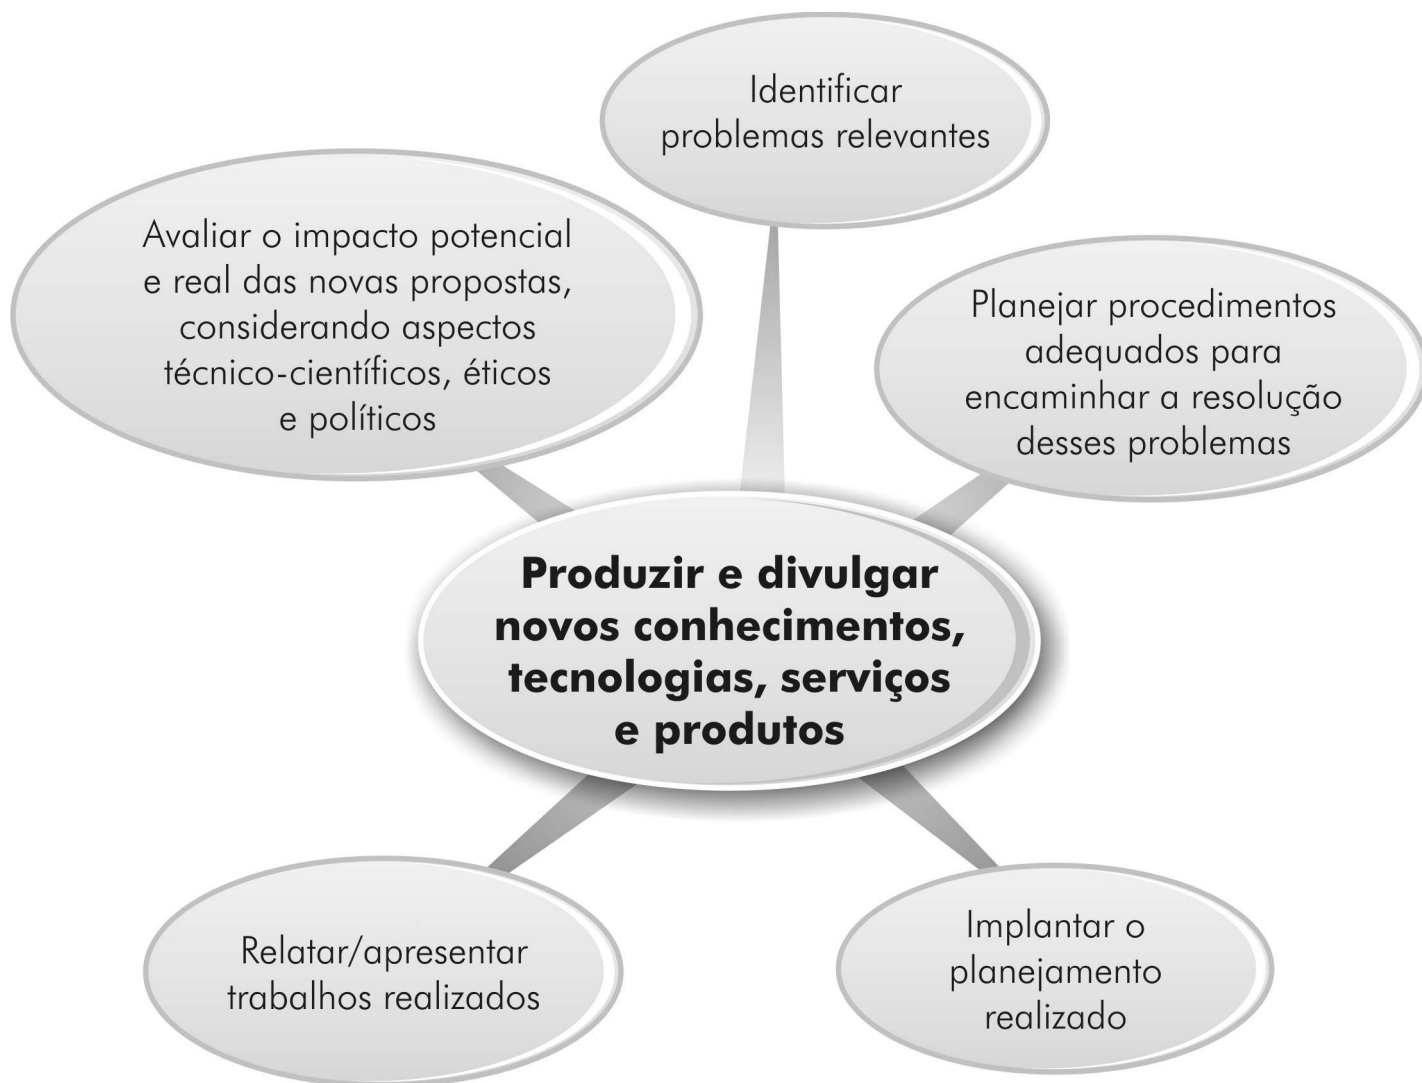 Identificar
problemas relevantes
Avaliar o impacto potencial
e real das novas propostas,
considerando aspectos
técnico-científicos, éticos
e políticos
Planejar procedimentos
adequados para
encaminhar a resolução
desses problemas
Produzir e divulgar
novos conhecimentos,
tecnologias, serviços
e produtos
Relatar/apresentar
trabalhos realizados
Implantar o
planejamento
realizado